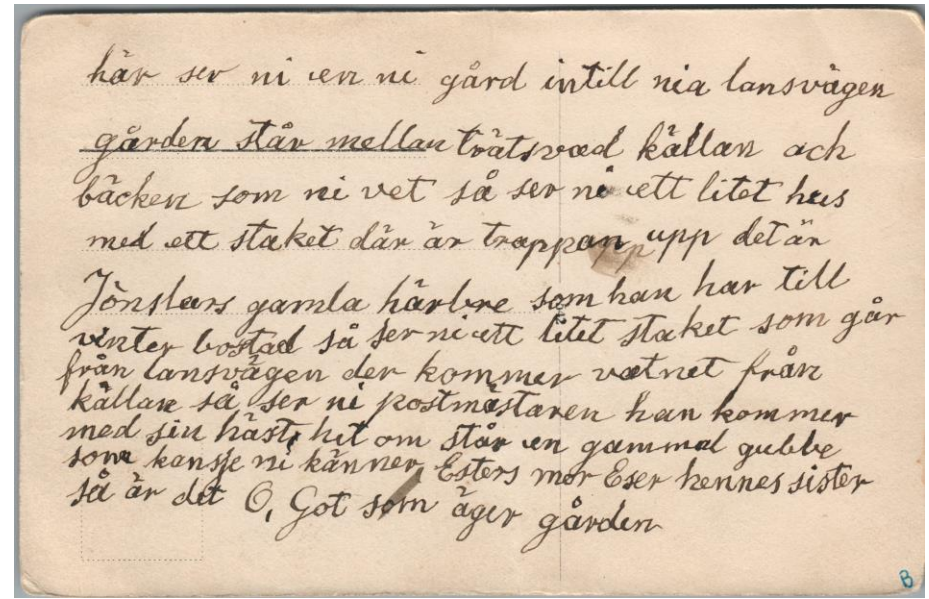 här ser ni en ni gård intill nia lansvägen
gården står mellan trätsvad källan och
bäcken som ni vet så ser ni ett litet hus
med ett staket där är trappan upp det är
Jönslars gamla härbre som han har till
vinter bostad så ser ni ett litet staket som går
från lansvägen der kommer vatnet från
källan så ser ni postmästaren han kommer
med sin häst, hit om står en gammal gubbe
som kansje ni känner, Esters mor Eser hennes sister
så är det O, Got som äger gården
B